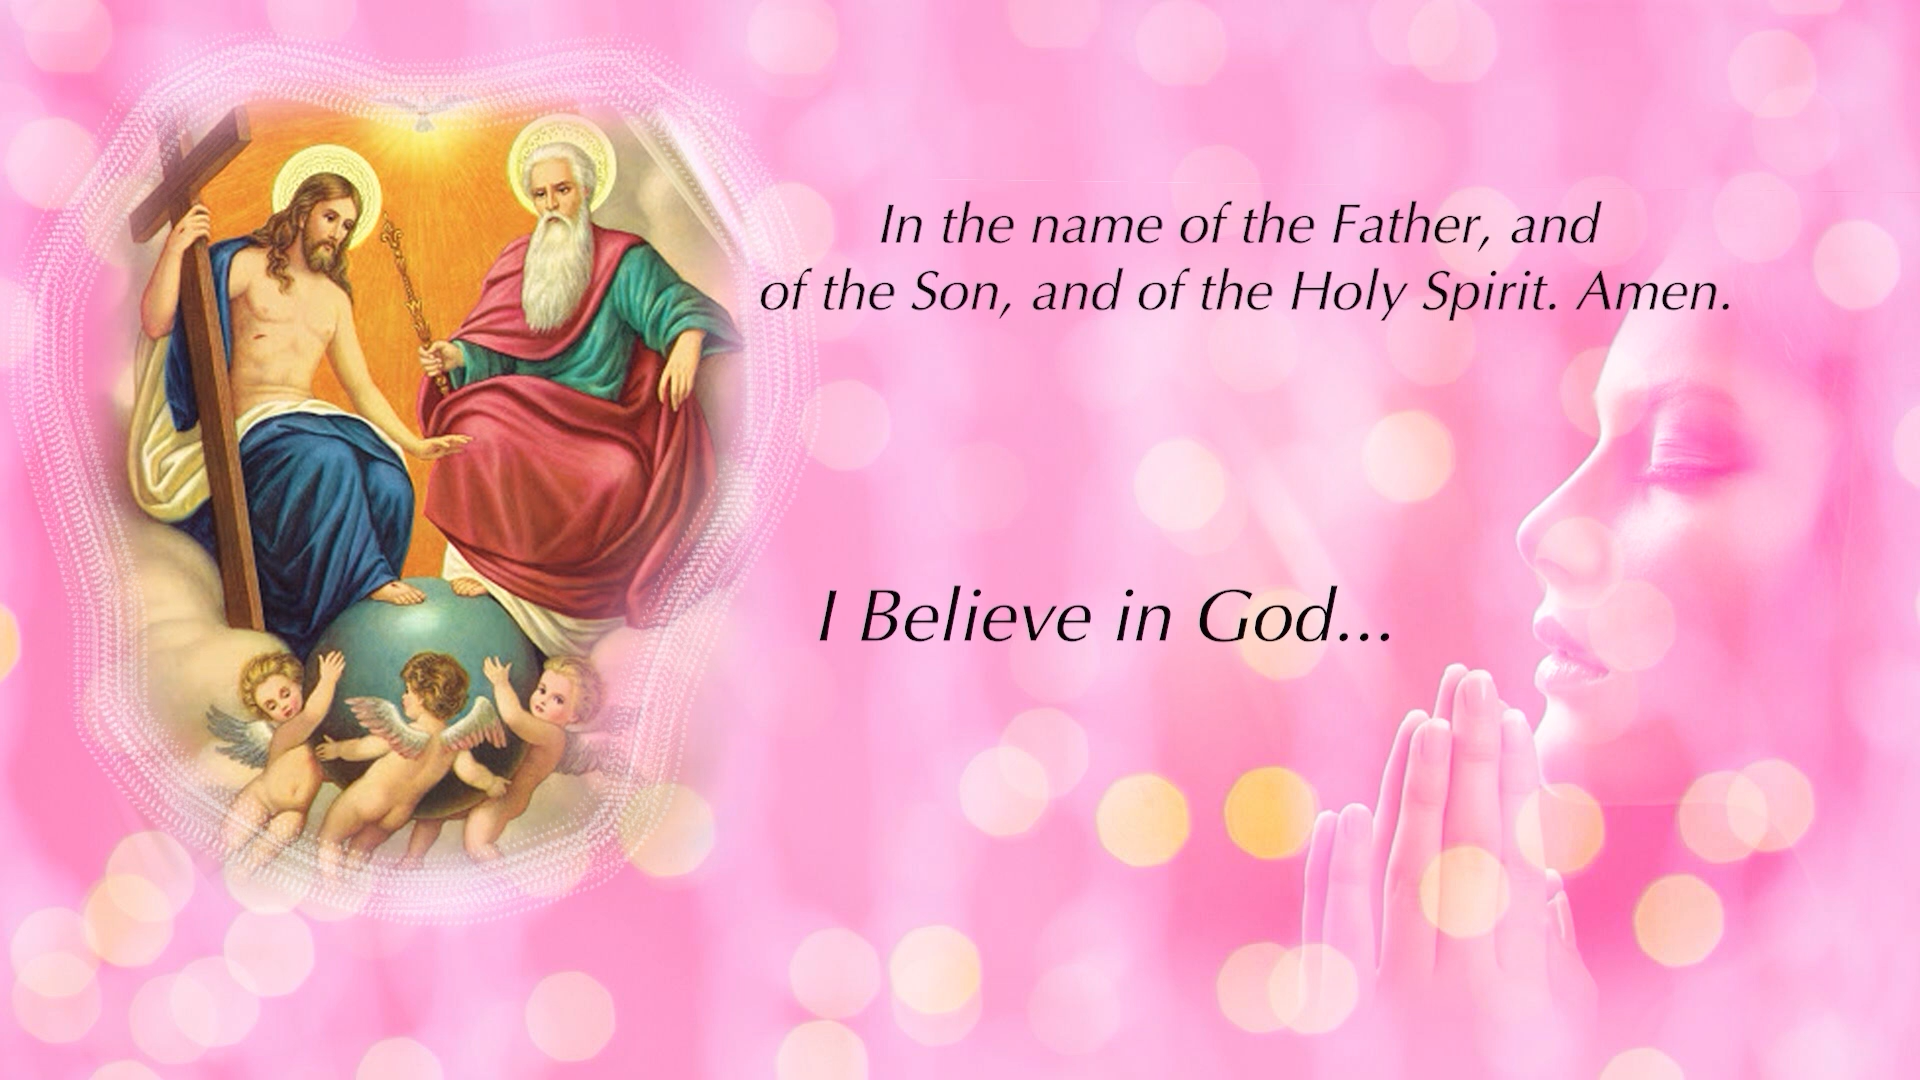 In the name of the Father, and
of the Son, and of the Holy Spirit. Amen.
I Believe in God...